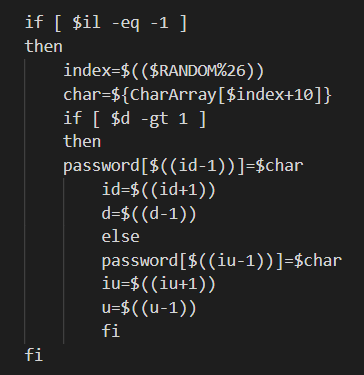 if [ $il -eq -1 ]
then
index=$(($RANDOM%26))
char=${CharArray[$index+10]}
if [ $d -gt 1 ]
then
password[$((id-1))]=$char
id=$((id+1))
d=$((d-1))
else
password[$((iu-1))]=$char
iu=$((iu+1))
u=$((u-1))
fi
fi